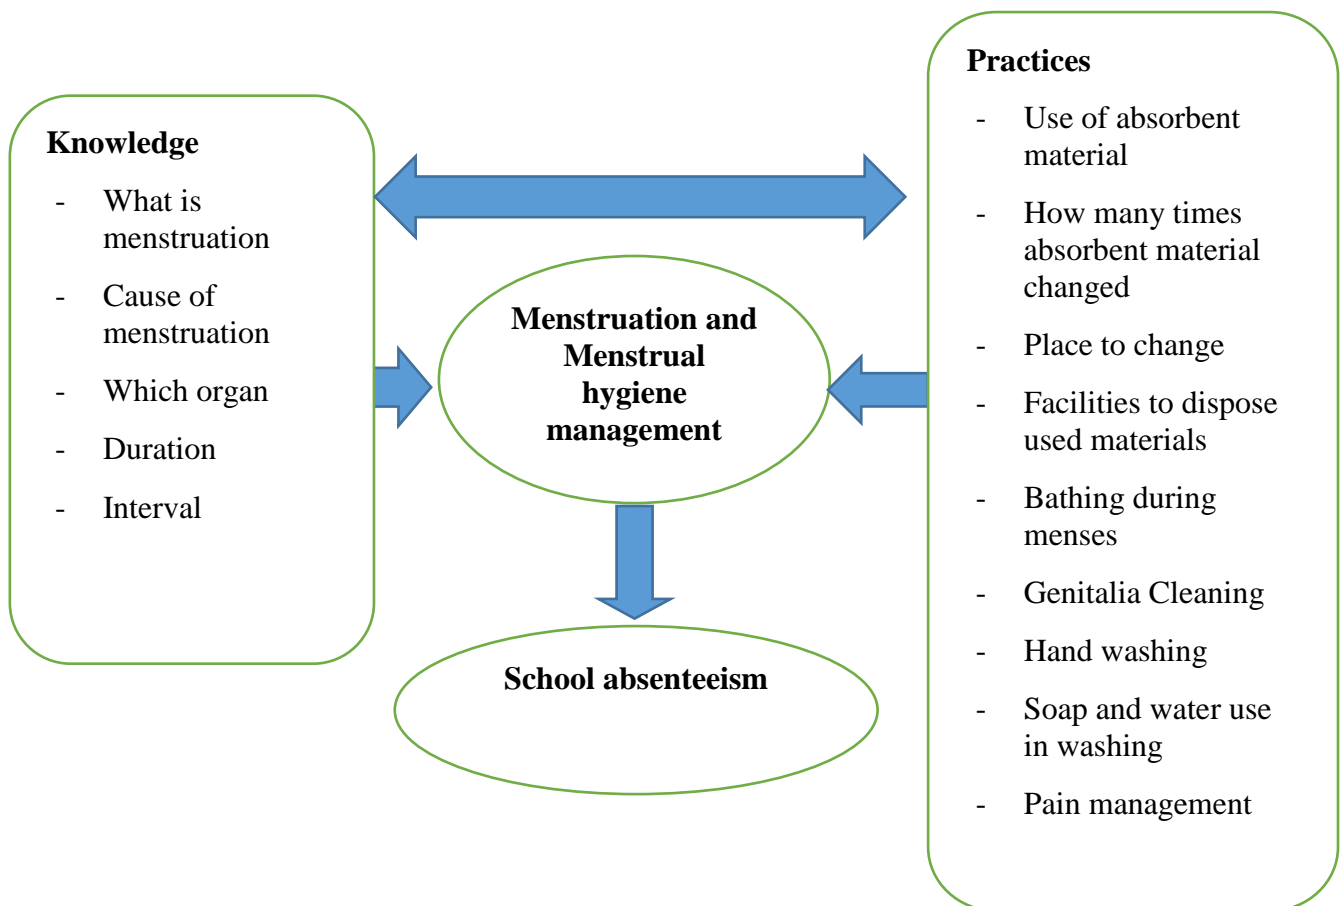 Knowledge
- What is
menstruation
- Cause of
menstruation
- Which organ
- Duration
- Interval
Menstruation and
Menstrual
hygiene
management
School absenteeism
Practices
- Use of absorbent
material
- How many times
absorbent material
changed
- Place to change
- Facilities to dispose
used materials
- Bathing during
menses
- Genitalia Cleaning
- Hand washing
- Soap and water use
in washing
- Pain management